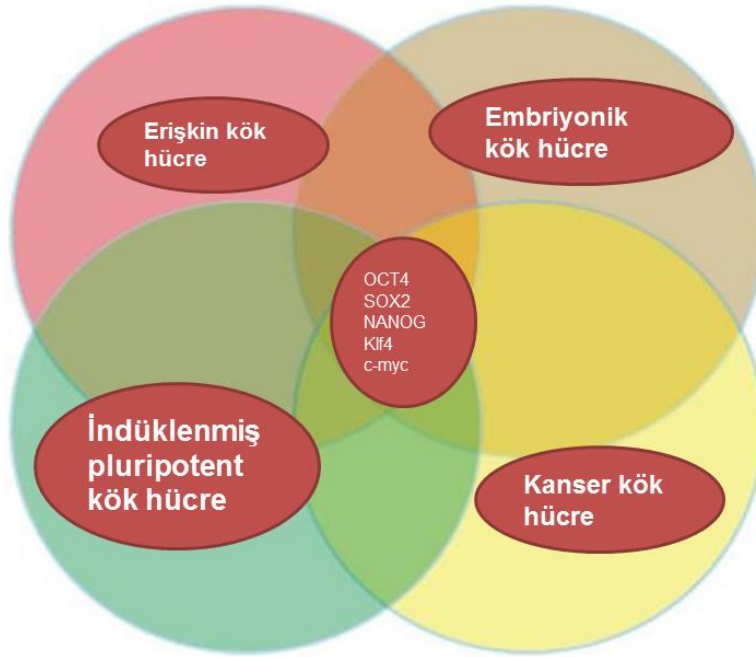 Erişkin kök
hücre
Embriyonik
kök hücre
OCT4
SOX2
NANOG
Klf4
c-myc
İndüklenmiş
pluripotent
kök hücre
Kanser kök
hücre